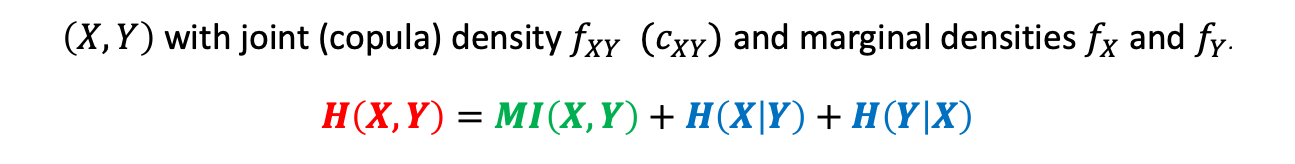 (X, Y) with joint (copula) density f_XY (c_XY) and marginal densities f_X and f_Y.
H(X, Y) = MI(X, Y) + H(X|Y) + H(Y|X)